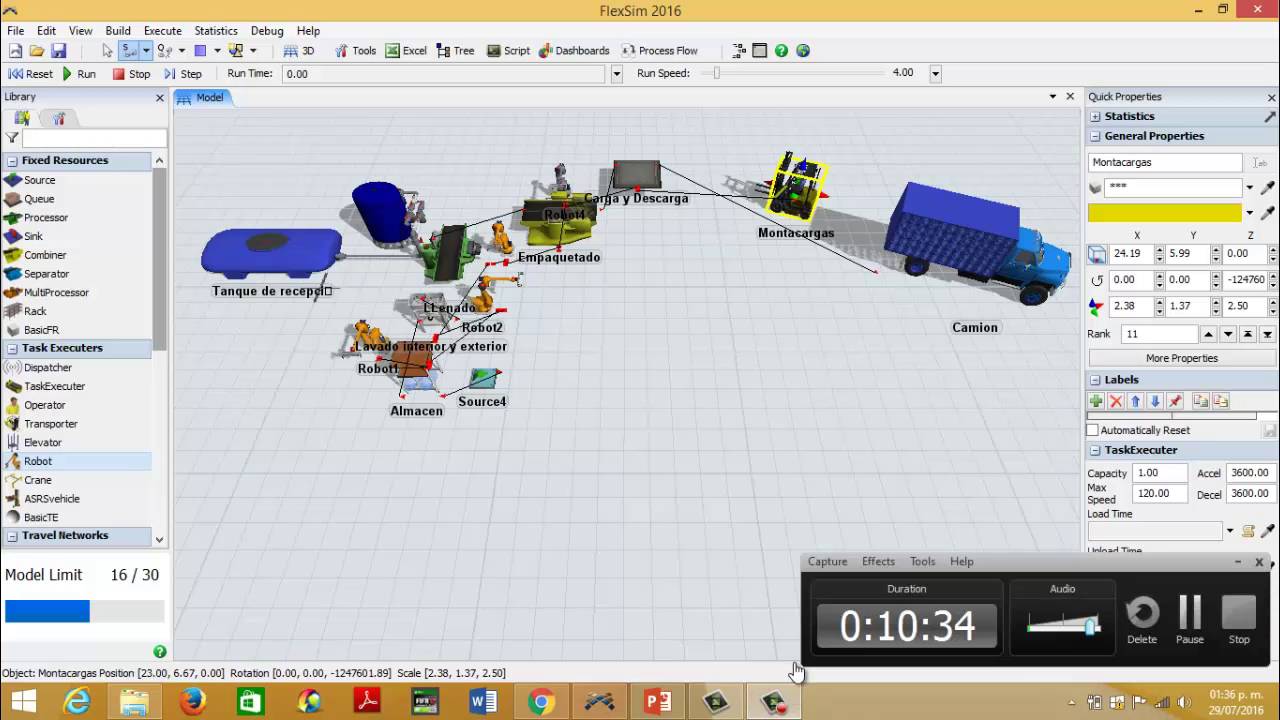 FlexSim 2016
File Edit View Build Execute Statistics Debug Help
3D Tools Excel Tree Script Dashboards Process Flow
Reset Run Stop Step Run Time: 0.00 Run Speed: 4.00
Library
Model
Fixed Resources
Source
Queue
Processor
Sink
Combiner
Separator
MultiProcessor
Rack
BasicFR
Task Executers
Dispatcher
TaskExecuter
Operator
Transporter
Elevator
Robot
Crane
ASRSvehicle
BasicTE
Travel Networks
Model Limit 16 / 30
Carga y Descarga
Robot4
Montacargas
Empaquetado
Tanque de recepci
LLenado
Robot2
Camion
Lavado interior y exterior
Robot1
Source4
Almacen
Quick Properties
Statistics
General Properties
Montacargas
***
X Y Z
24.19 5.99 0.00
0.00 0.00 -124760
2.38 1.37 2.50
Rank 11
More Properties
Labels
Automatically Reset
TaskExecuter
Capacity 1.00 Accel 3600.00
Max Speed 120.00 Decel 3600.00
Load Time
Unload Time
Capture Effects Tools Help
Duration
0:10:34
Audio
Delete
Pause
Stop
Object: Montacargas Position [23.00, 6.67, 0.00] Rotation [0.00, 0.00, -1247601.89] Scale [2.38, 1.37, 2.50]
01:36 p. m.
29/07/2016